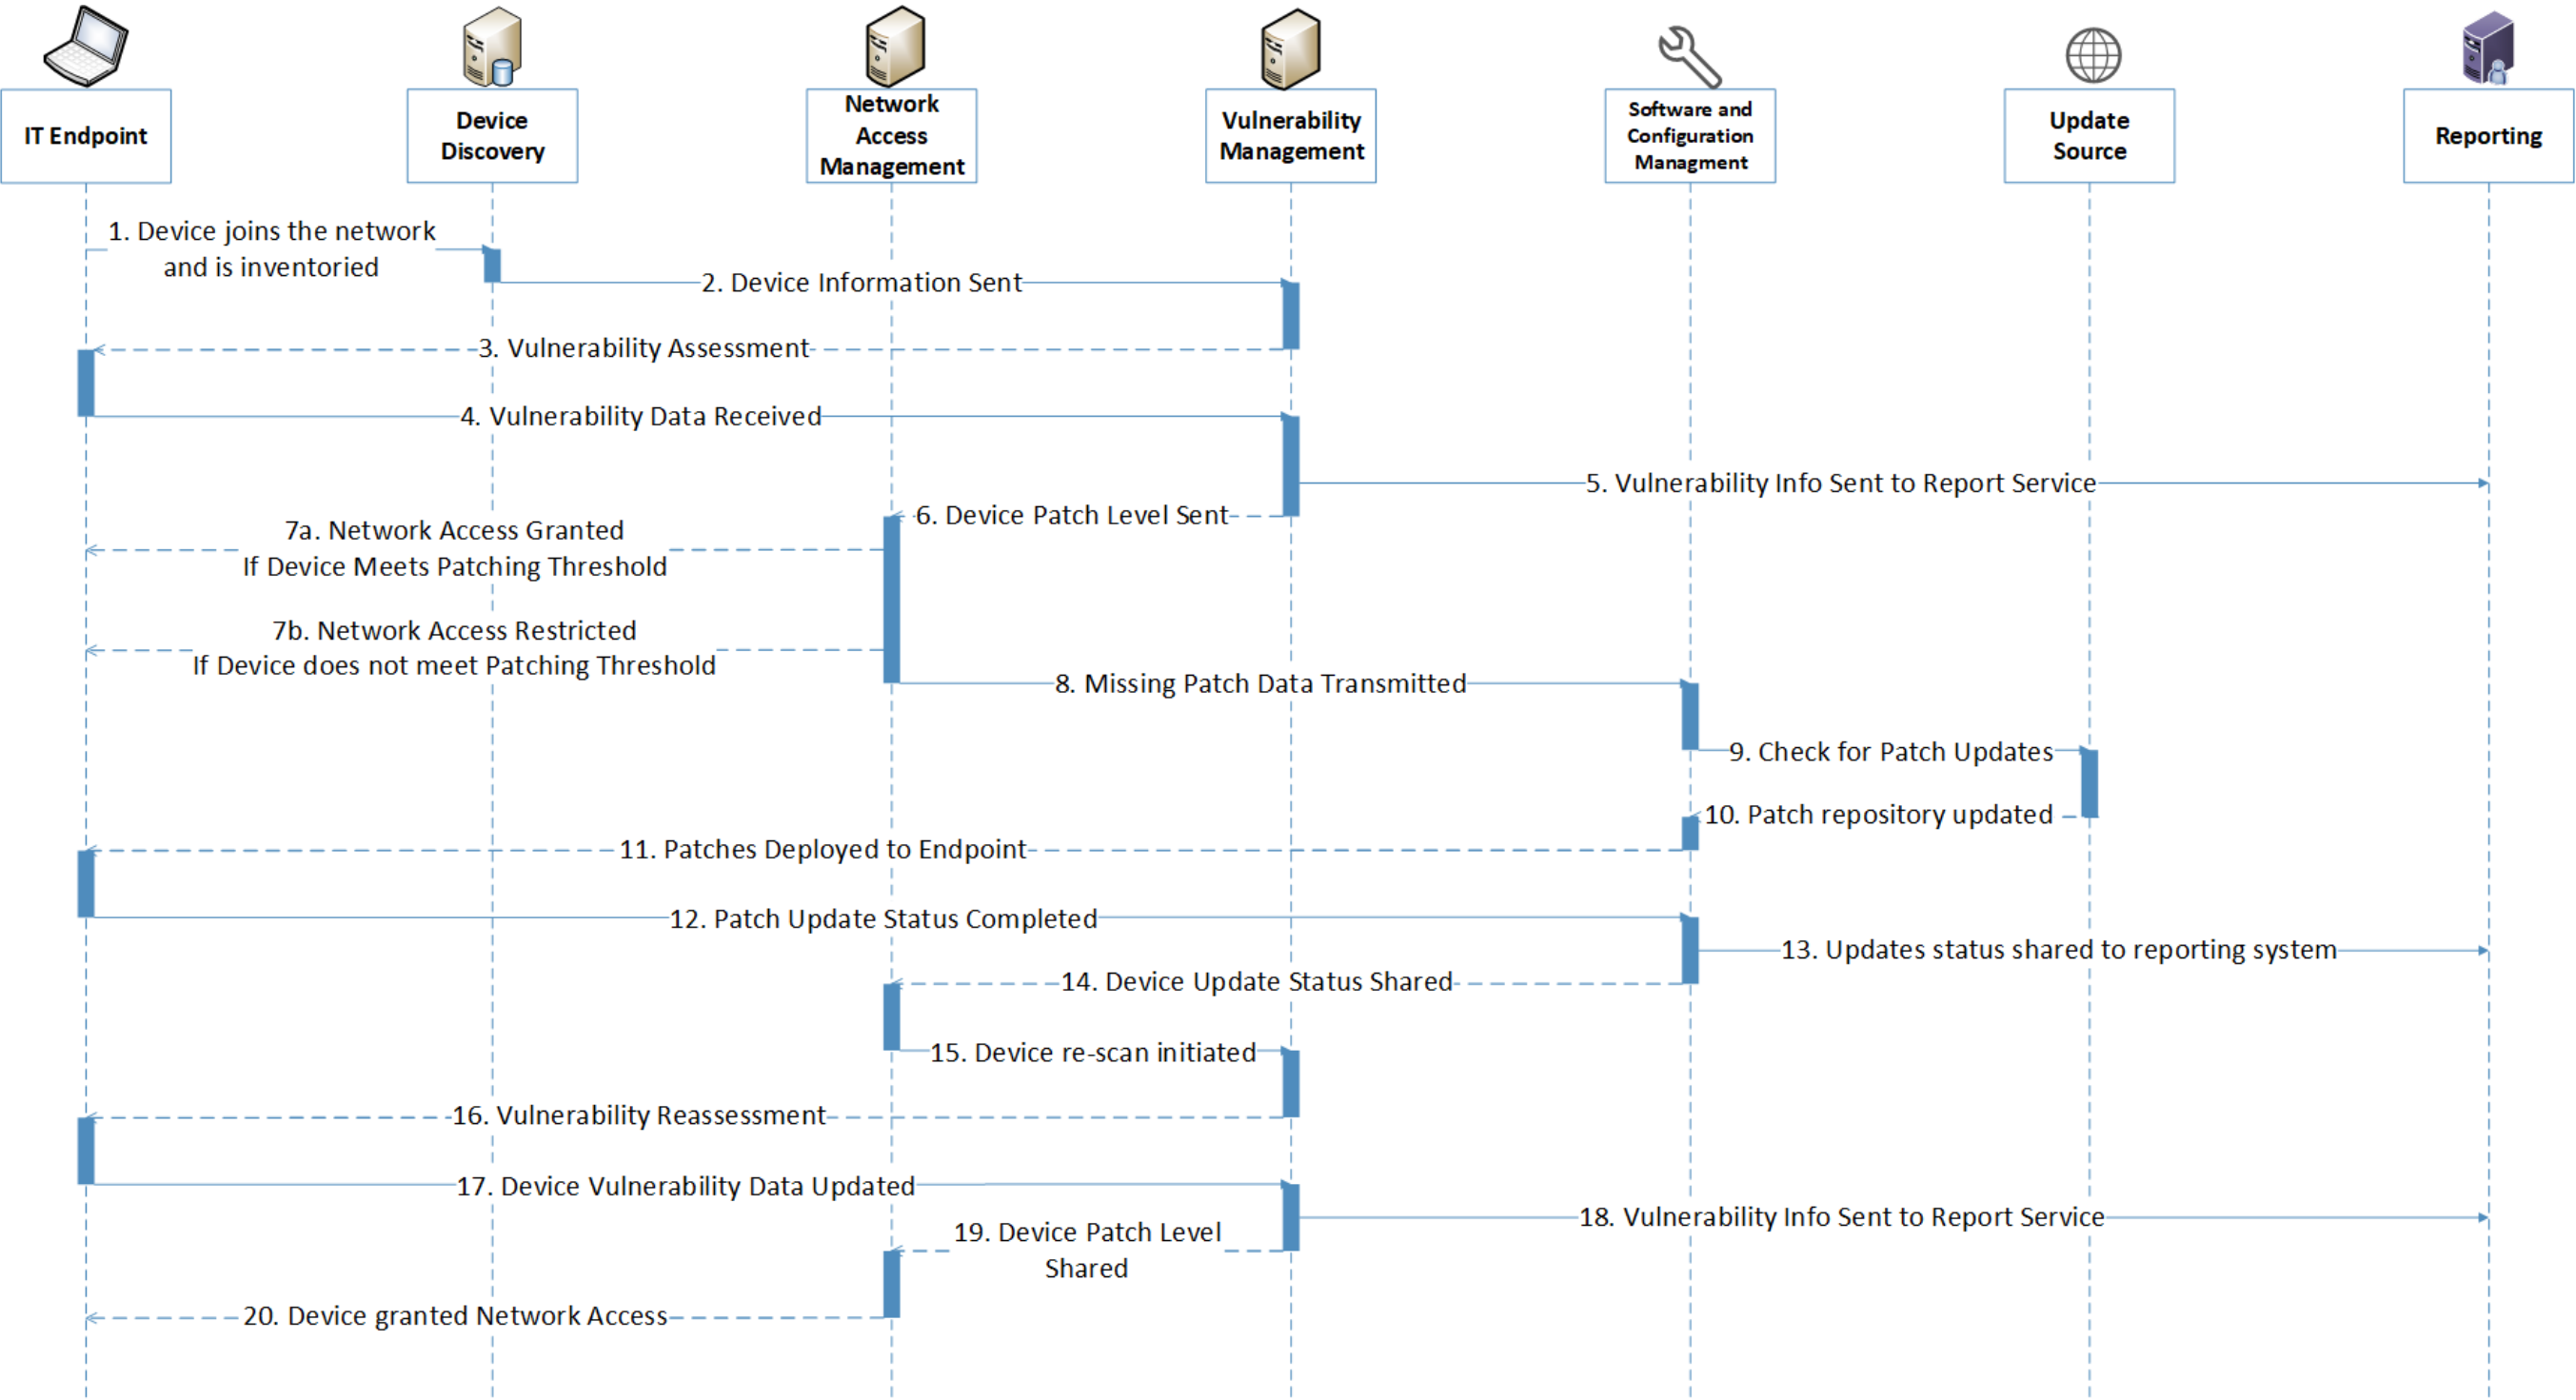 IT Endpoint
Device
Discovery
Network
Access
Management
Vulnerability
Management
Software and
Configuration
Managment
Update
Source
Reporting
1. Device joins the network
and is inventoried
2. Device Information Sent
3. Vulnerability Assessment
4. Vulnerability Data Received
5. Vulnerability Info Sent to Report Service
6. Device Patch Level Sent
7a. Network Access Granted
If Device Meets Patching Threshold
7b. Network Access Restricted
If Device does not meet Patching Threshold
8. Missing Patch Data Transmitted
9. Check for Patch Updates
10. Patch repository updated
11. Patches Deployed to Endpoint
12. Patch Update Status Completed
13. Updates status shared to reporting system
14. Device Update Status Shared
15. Device re-scan initiated
16. Vulnerability Reassessment
17. Device Vulnerability Data Updated
18. Vulnerability Info Sent to Report Service
19. Device Patch Level
Shared
20. Device granted Network Access